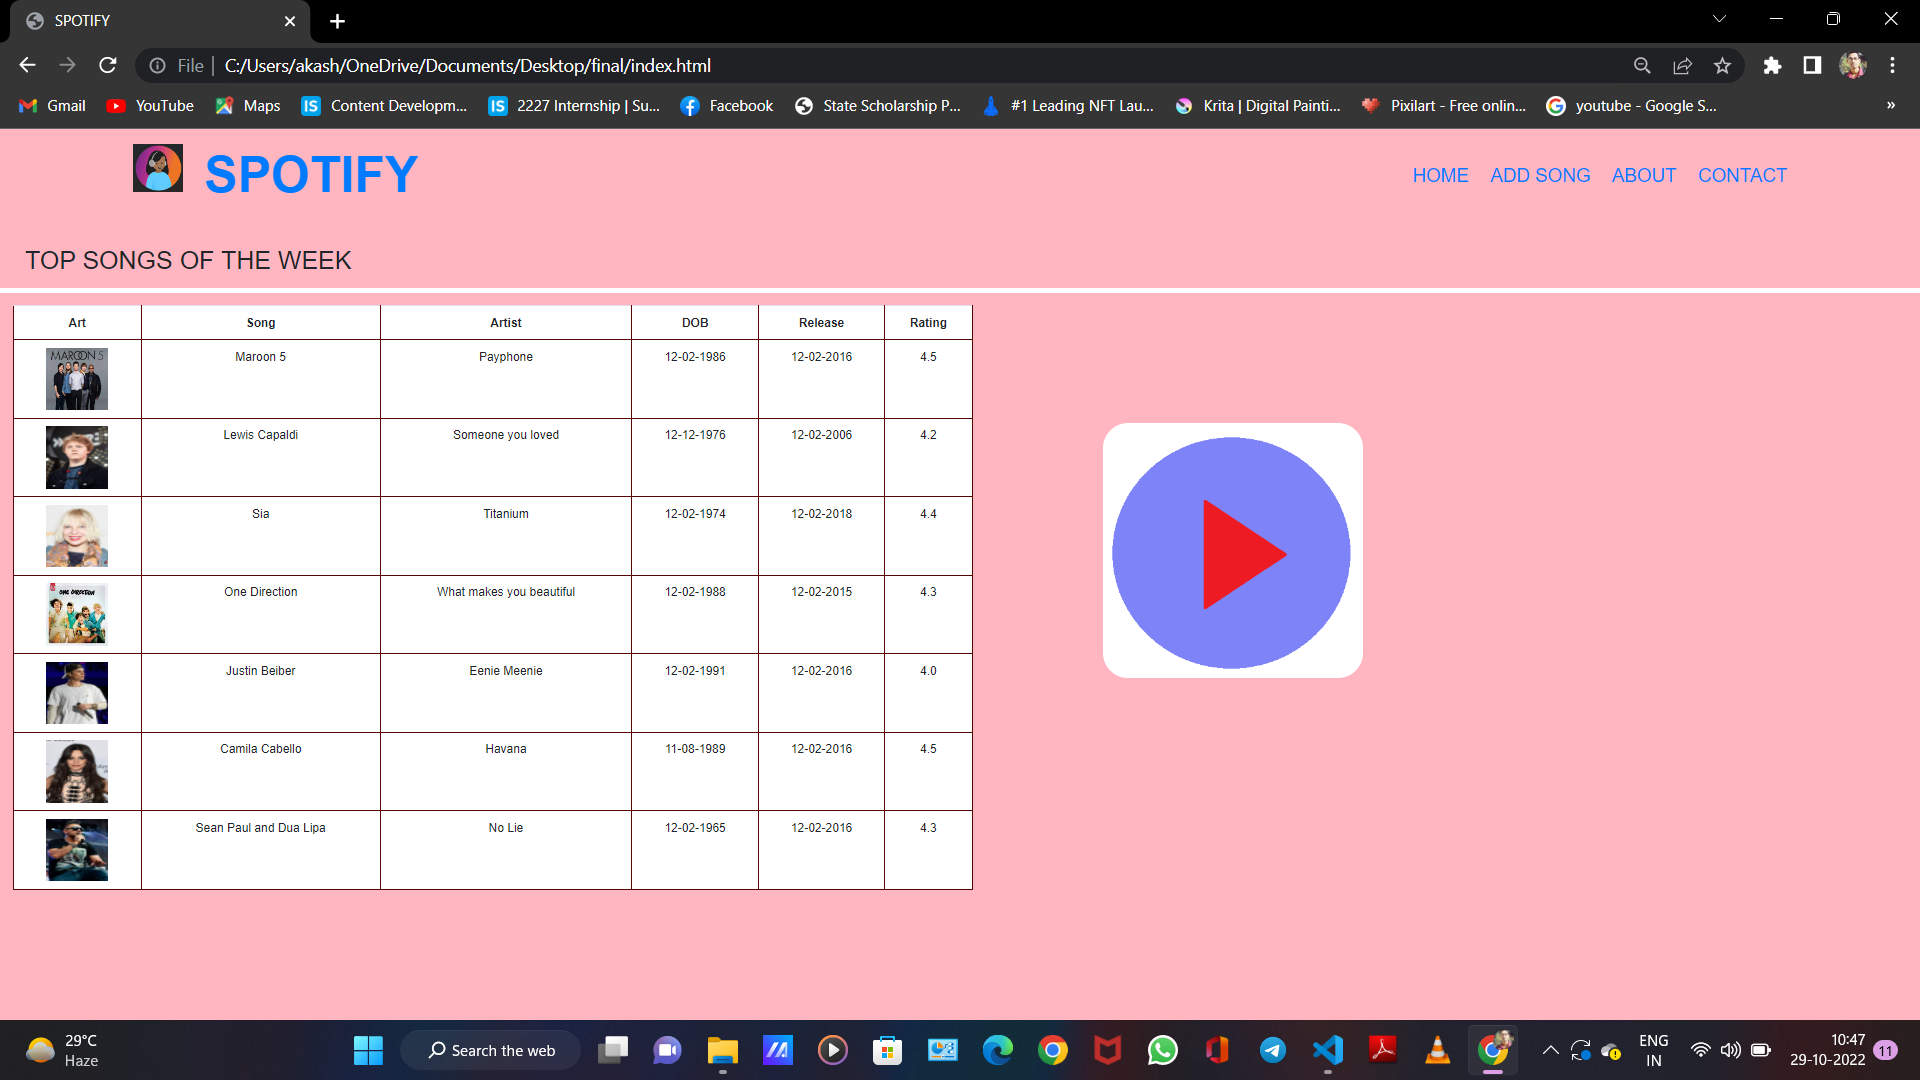 SPOTIFY
File | C:/Users/akash/OneDrive/Documents/Desktop/final/index.html
Gmail YouTube Maps IS Content Developm... IS 2227 Internship | Su... Facebook State Scholarship P... #1 Leading NFT Lau... Krita | Digital Painti... Pixilart - Free onlin... youtube - Google S... »
SPOTIFY HOME ADD SONG ABOUT CONTACT
TOP SONGS OF THE WEEK
Art Song Artist DOB Release Rating
MAROON 5
Maroon 5 Payphone 12-02-1986 12-02-2016 4.5
Lewis Capaldi Someone you loved 12-12-1976 12-02-2006 4.2
Sia Titanium 12-02-1974 12-02-2018 4.4
ONE DIRECTION
One Direction What makes you beautiful 12-02-1988 12-02-2015 4.3
Justin Beiber Eenie Meenie 12-02-1991 12-02-2016 4.0
Camila Cabello Havana 11-08-1989 12-02-2016 4.5
Sean Paul and Dua Lipa No Lie 12-02-1965 12-02-2016 4.3
29°C
Haze
Search the web
ENG
IN
10:47
29-10-2022
11